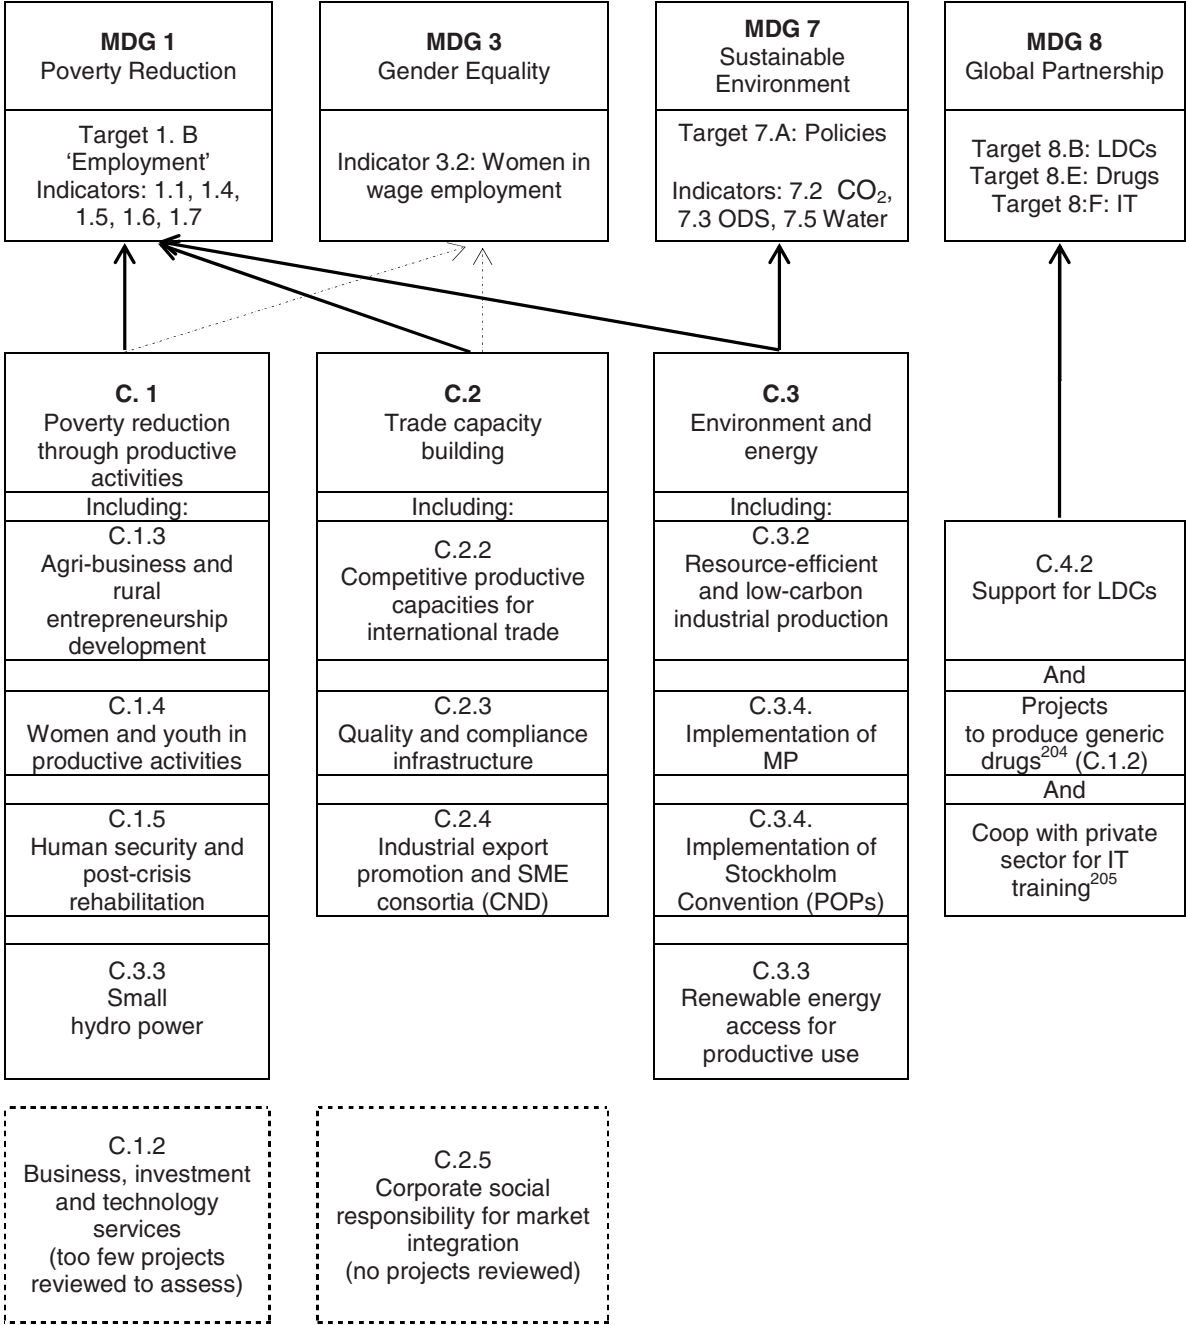 MDG 1
Poverty Reduction
Target 1. B
‘Employment’
Indicators: 1.1, 1.4,
1.5, 1.6, 1.7
MDG 3
Gender Equality
Indicator 3.2: Women in
wage employment
MDG 7
Sustainable
Environment
Target 7.A: Policies
Indicators: 7.2 CO₂,
7.3 ODS, 7.5 Water
MDG 8
Global Partnership
Target 8.B: LDCs
Target 8.E: Drugs
Target 8:F: IT
C. 1
Poverty reduction
through productive
activities
Including:
C.1.3
Agri-business and
rural
entrepreneurship
development
C.1.4
Women and youth in
productive activities
C.1.5
Human security and
post-crisis
rehabilitation
C.3.3
Small
hydro power
C.2
Trade capacity
building
Including:
C.2.2
Competitive productive
capacities for
international trade
C.2.3
Quality and compliance
infrastructure
C.2.4
Industrial export
promotion and SME
consortia (CND)
C.3
Environment and
energy
Including:
C.3.2
Resource-efficient
and low-carbon
industrial production
C.3.4.
Implementation of
MP
C.3.4.
Implementation of
Stockholm
Convention (POPs)
C.3.3
Renewable energy
access for
productive use
C.4.2
Support for LDCs
And
Projects
to produce generic
drugs²⁰⁴ (C.1.2)
And
Coop with private
sector for IT
training²⁰⁵
C.1.2
Business, investment
and technology
services
(too few projects
reviewed to assess)
C.2.5
Corporate social
responsibility for market
integration
(no projects reviewed)